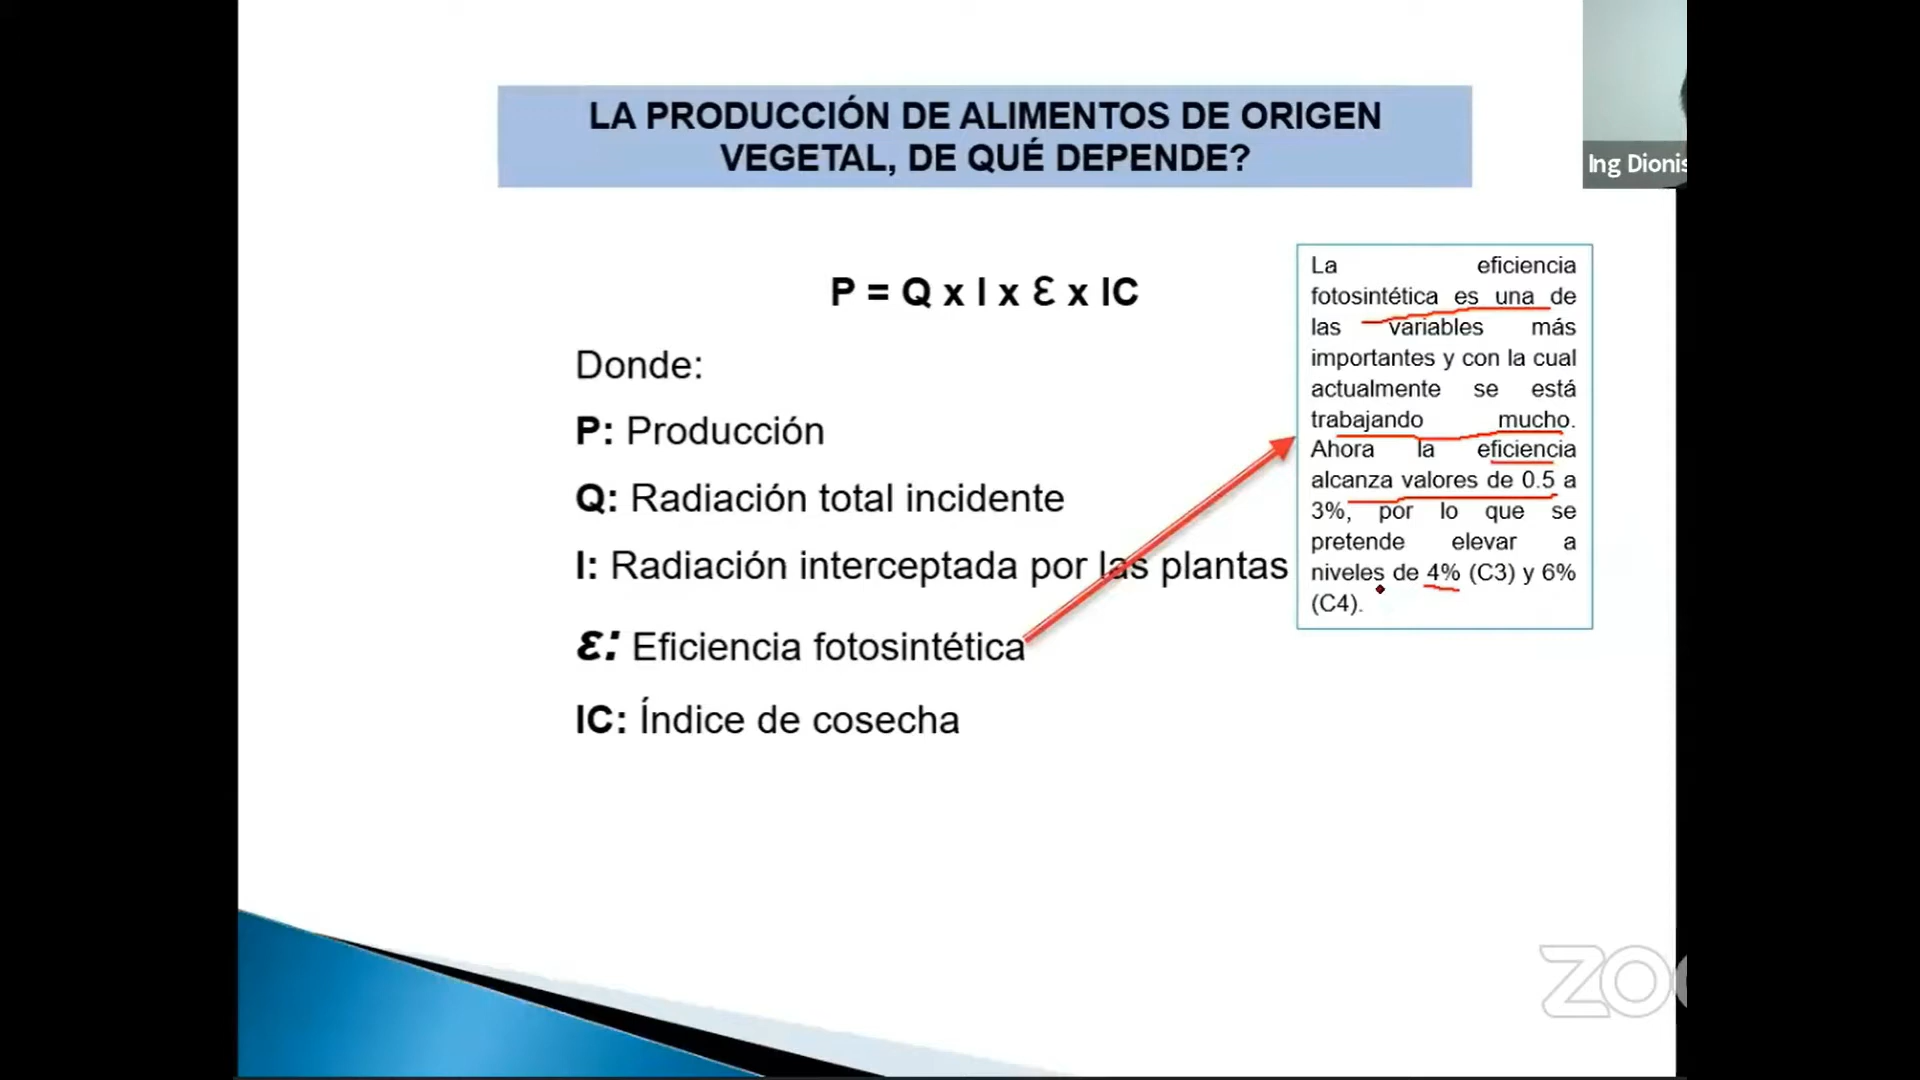 LA PRODUCCIÓN DE ALIMENTOS DE ORIGEN
VEGETAL, DE QUÉ DEPENDE?
Ing Dionis
P = Q x I x Ɛ x IC
Donde:
P: Producción
Q: Radiación total incidente
I: Radiación interceptada por las plantas
ε: Eficiencia fotosintética
IC: Índice de cosecha
La eficiencia
fotosintética es una de
las variables más
importantes y con la cual
actualmente se está
trabajando mucho.
Ahora la eficiencia
alcanza valores de 0.5 a
3%, por lo que se
pretende elevar a
niveles de 4% (C3) y 6%
(C4).